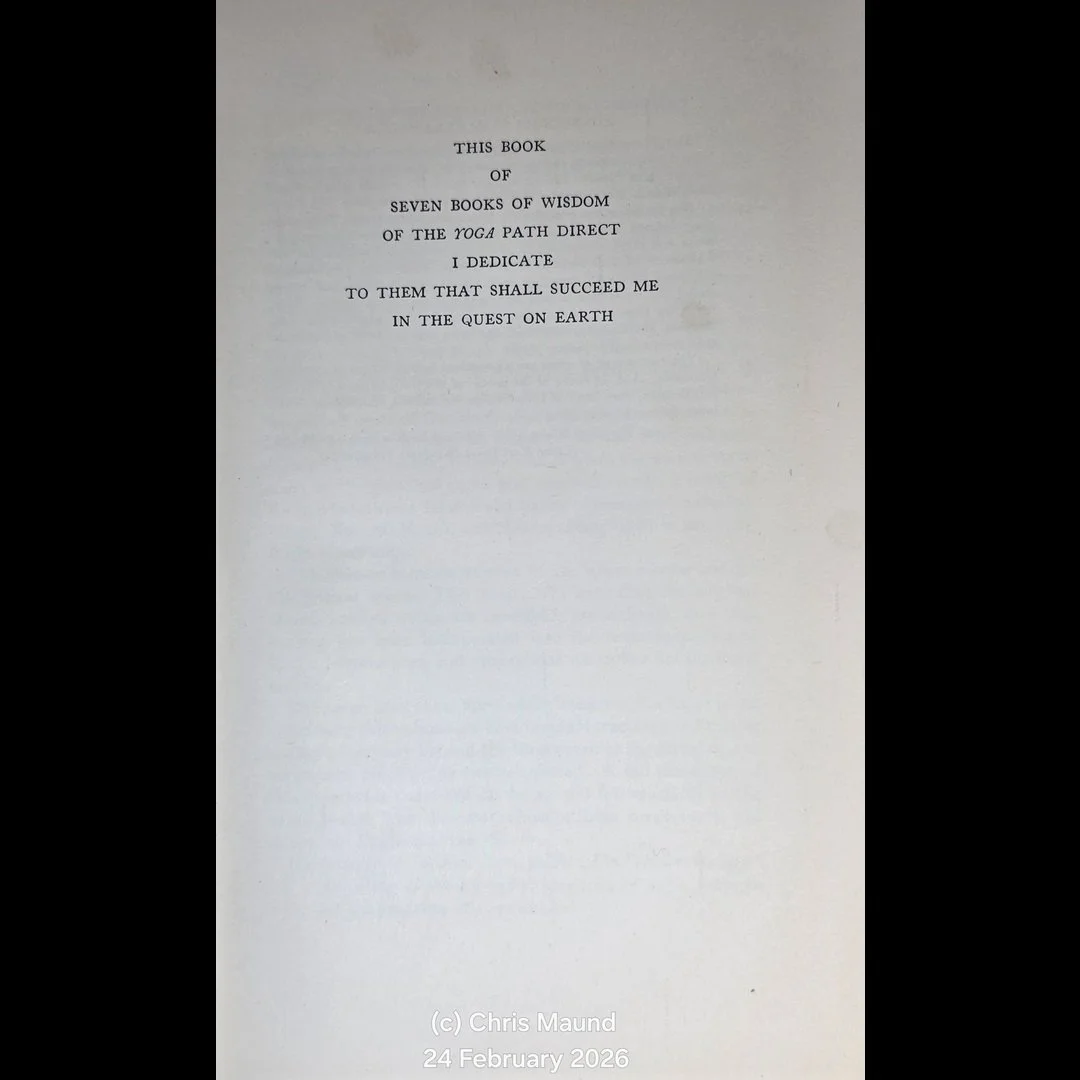 THIS BOOK
OF
SEVEN BOOKS OF WISDOM
OF THE YOGA PATH DIRECT
I DEDICATE
TO THEM THAT SHALL SUCCEED ME
IN THE QUEST ON EARTH
(c) Chris Maund
24 February 2026